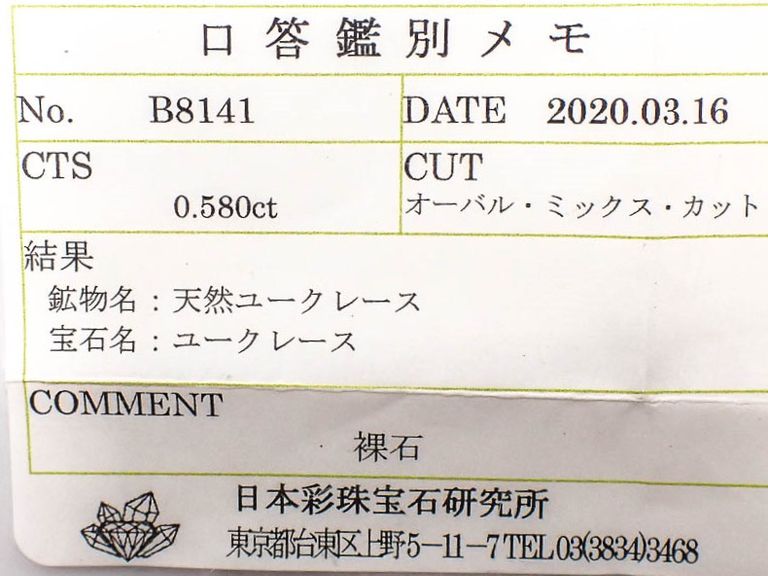 口答鑑別メモ
No. B8141 DATE 2020.03.16
CTS CUT
0.580ct オーバル・ミックス・カット
結果
鉱物名：天然ユークレース
宝石名：ユークレース
COMMENT
裸石
日本彩珠宝石研究所
東京都台東区上野5-11-7 TEL03(3834)3468